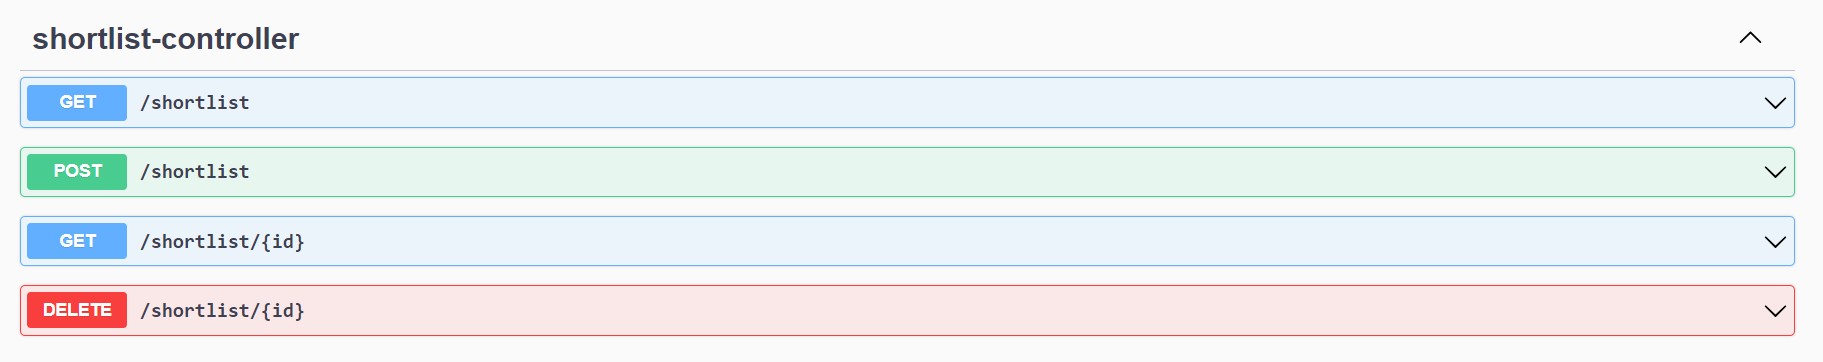 shortlist-controller
GET /shortlist
POST /shortlist
GET /shortlist/{id}
DELETE /shortlist/{id}